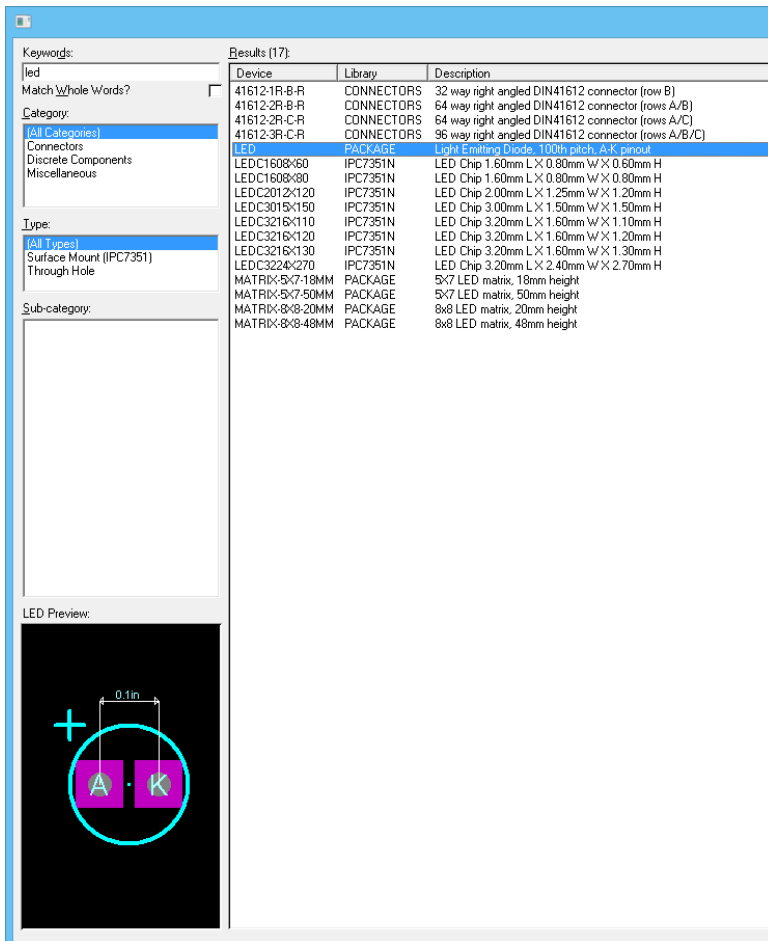 Keywords:
led
Match Whole Words?
Category:
(All Categories)
Connectors
Discrete Components
Miscellaneous
Type:
(All Types)
Surface Mount (IPC7351)
Through Hole
Sub-category:
LED Preview:
0.1in
+
A K
Results (17):
Device Library Description
41612-1R-B-R CONNECTORS 32 way right angled DIN41612 connector (row B)
41612-2R-B-R CONNECTORS 64 way right angled DIN41612 connector (rows A/B)
41612-2R-C-R CONNECTORS 64 way right angled DIN41612 connector (rows A/C)
41612-3R-C-R CONNECTORS 96 way right angled DIN41612 connector (rows A/B/C)
LED PACKAGE Light Emitting Diode, 100th pitch, A-K pinout
LEDC1608X60 IPC7351N LED Chip 1.60mm L X 0.80mm W X 0.60mm H
LEDC1608X80 IPC7351N LED Chip 1.60mm L X 0.80mm W X 0.80mm H
LEDC2012X120 IPC7351N LED Chip 2.00mm L X 1.25mm W X 1.20mm H
LEDC3015X150 IPC7351N LED Chip 3.00mm L X 1.50mm W X 1.50mm H
LEDC3216X110 IPC7351N LED Chip 3.20mm L X 1.60mm W X 1.10mm H
LEDC3216X120 IPC7351N LED Chip 3.20mm L X 1.60mm W X 1.20mm H
LEDC3216X130 IPC7351N LED Chip 3.20mm L X 1.60mm W X 1.30mm H
LEDC3224X270 IPC7351N LED Chip 3.20mm L X 2.40mm W X 2.70mm H
MATRIX-5X7-18MM PACKAGE 5X7 LED matrix, 18mm height
MATRIX-5X7-50MM PACKAGE 5X7 LED matrix, 50mm height
MATRIX-8X8-20MM PACKAGE 8x8 LED matrix, 20mm height
MATRIX-8X8-48MM PACKAGE 8x8 LED matrix, 48mm height